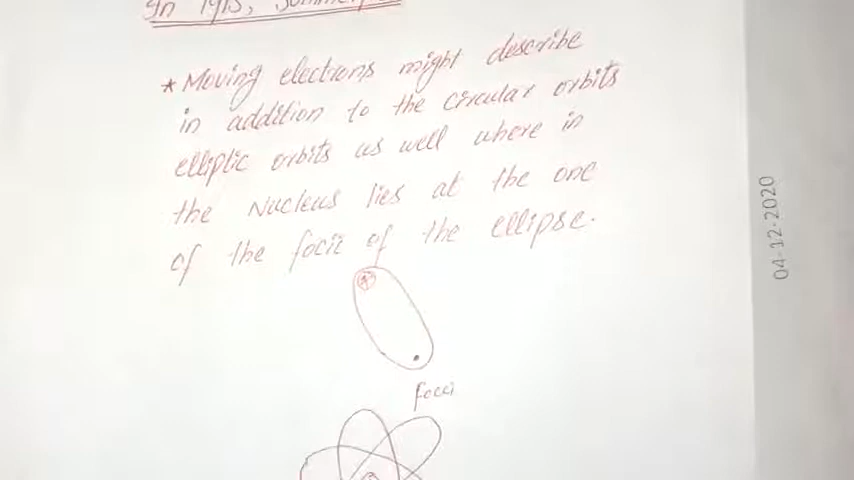 In 1915, Sommerf
* Moving electrons might describe
in addition to the circular orbits
elliptic orbits as well where in
the Nucleus lies at the one
of the focii of the ellipse.
focii
04-12-2020